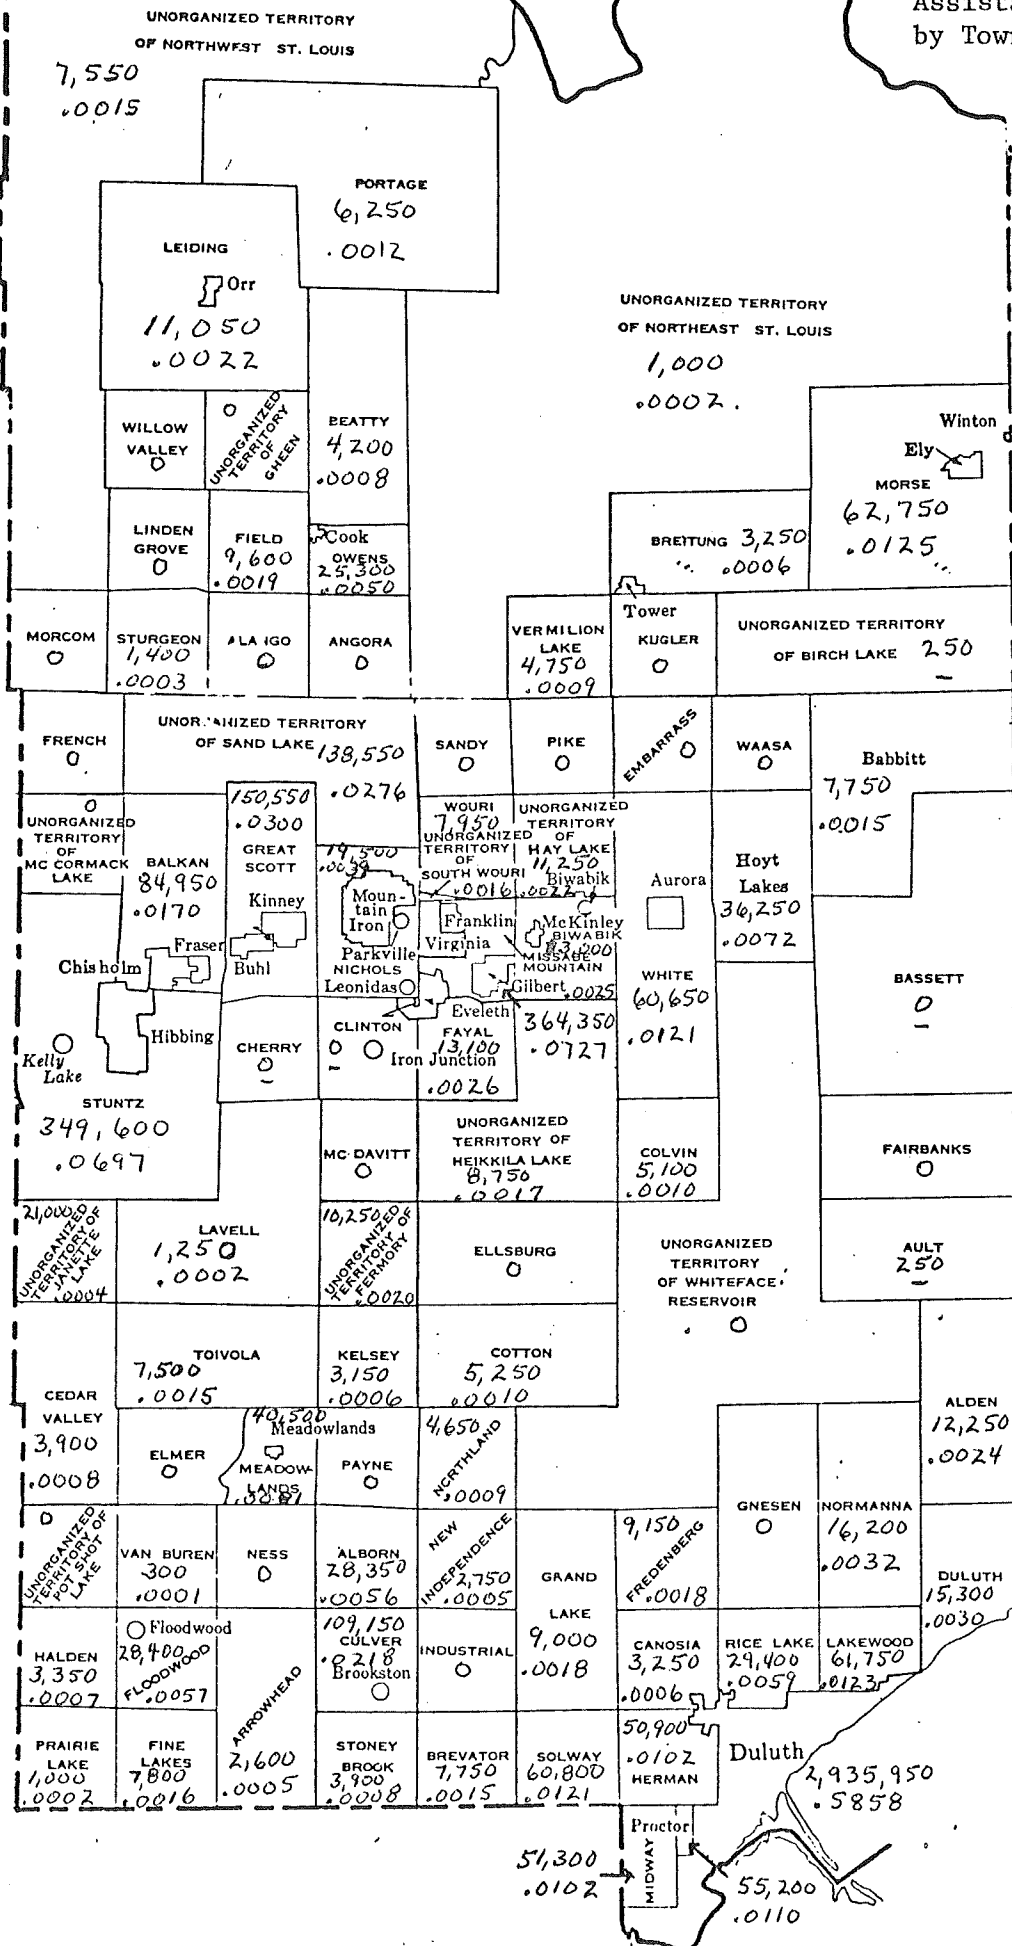 Assista
by Town
UNORGANIZED TERRITORY
OF NORTHWEST ST. LOUIS
7,550
.0015
PORTAGE
6,250
.0012
LEIDING
Orr
11,050
.0022
UNORGANIZED TERRITORY
OF NORTHEAST ST. LOUIS
1,000
.0002.
WILLOW
VALLEY
0
0
UNORGANIZED
TERRITORY
OF
GHEEN
BEATTY
4,200
.0008
Winton
Ely
MORSE
62,750
.0125
LINDEN
GROVE
0
FIELD
9,600
.0019
Cook
OWENS
25,300
.0050
BREITUNG 3,250
.0006
Tower
MORCOM
0
STURGEON
1,400
.0003
ALANGO
0
ANGORA
0
VERMILION
LAKE
4,750
.0009
KUGLER
0
UNORGANIZED TERRITORY
OF BIRCH LAKE 250
–
FRENCH
0
UNORGANIZED TERRITORY
OF SAND LAKE 138,550
.0276
SANDY
0
PIKE
0
EMBARRASS
0
WAASA
0
Babbitt
7,750
.0015
0
UNORGANIZED
TERRITORY
OF
MC CORMACK
LAKE
BALKAN
84,950
.0170
150,550
.0300
GREAT
SCOTT
Kinney
19,500
.0039
Moun-
tain
Iron
Parkville
NICHOLS
Leonidas
WOURI
7,950
UNORGANIZED
TERRITORY
OF
SOUTH WOURI
.0016
UNORGANIZED
TERRITORY
OF
HAY LAKE
11,250
.0022
Biwabik
Franklin
Virginia
McKinley
BIWABIK
MISSABE
MOUNTAIN
Gilbert
.0025
Aurora
Hoyt
Lakes
36,250
.0072
BASSETT
0
–
Fraser
Chisholm
Buhl
Hibbing
Kelly
Lake
STUNTZ
349,600
.0697
CHERRY
0
–
CLINTON
0
–
Eveleth
FAYAL
13,100
Iron Junction
.0026
364,350
.0727
WHITE
60,650
.0121
MC DAVITT
0
UNORGANIZED
TERRITORY OF
HEIKKILA LAKE
8,750
.0017
COLVIN
5,100
.0010
FAIRBANKS
0
21,000
UNORGANIZED
TERRITORY OF
JANETTE
LAKE
.0004
LAVELL
1,250
.0002
10,250
UNORGANIZED
TERRITORY OF
FERMORY
.0020
ELLSBURG
0
UNORGANIZED
TERRITORY
OF WHITEFACE
RESERVOIR
0
AULT
250
–
TOIVOLA
7,500
.0015
KELSEY
3,150
.0006
COTTON
5,250
.0010
CEDAR
VALLEY
3,900
.0008
ELMER
0
40,500
Meadowlands
MEADOW-
LANDS
PAYNE
0
4,650
NORTHLAND
.0009
ALDEN
12,250
.0024
GNESEN
0
NORMANNA
16,200
.0032
0
UNORGANIZED
TERRITORY OF
POT SHOT
LAKE
VAN BUREN
300
.0001
NESS
0
ALBORN
28,350
.0056
NEW
INDEPENDENCE
2,750
.0005
GRAND
LAKE
9,000
.0018
9,150
FREDENBERG
.0018
DULUTH
15,300
.0030
HALDEN
3,350
.0007
Floodwood
28,400
FLOODWOOD
.0057
ARROWHEAD
2,600
.0005
109,150
CULVER
.0218
Brookston
INDUSTRIAL
0
CANOSIA
3,250
.0006
RICE LAKE
29,400
.0059
LAKEWOOD
61,750
.0123
PRAIRIE
LAKE
1,000
.0002
FINE
LAKES
7,800
.0016
STONEY
BROOK
3,900
.0008
BREVATOR
7,750
.0015
SOLWAY
60,800
.0121
50,900
.0102
HERMAN
Duluth
2,935,950
.5858
Proctor
MIDWAY
51,300
.0102
55,200
.0110